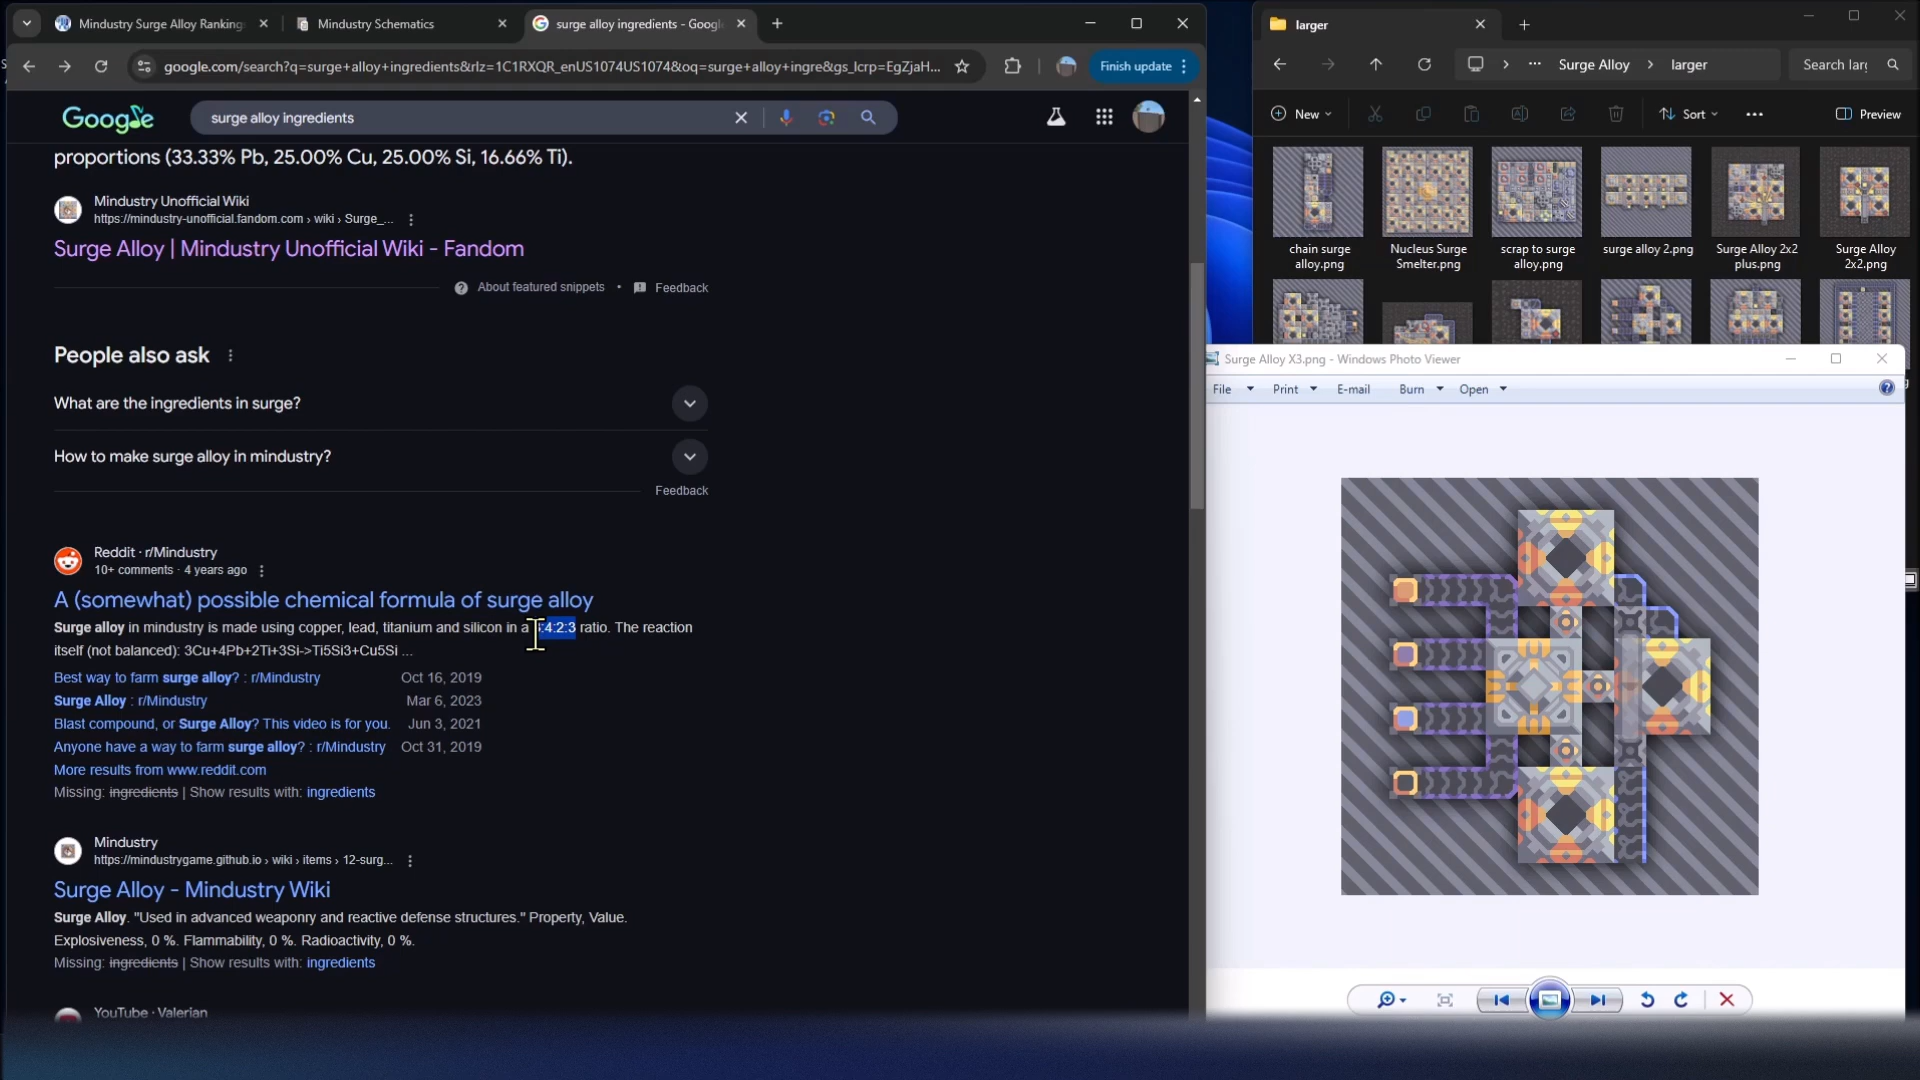 Mindustry Surge Alloy Ranking
Mindustry Schematics
surge alloy ingredients - Googl
google.com/search?q=surge+alloy+ingredients&rlz=1C1RXQR_enUS1074US1074&oq=surge+alloy+ingre&gs_lcrp=EgZjaH...
Finish update
Google
surge alloy ingredients
proportions (33.33% Pb, 25.00% Cu, 25.00% Si, 16.66% Ti).
Mindustry Unofficial Wiki
https://mindustry-unofficial.fandom.com › wiki › Surge_...
Surge Alloy | Mindustry Unofficial Wiki - Fandom
About featured snippets • Feedback
People also ask
What are the ingredients in surge?
How to make surge alloy in mindustry?
Feedback
Reddit · r/Mindustry
10+ comments · 4 years ago
A (somewhat) possible chemical formula of surge alloy
Surge alloy in mindustry is made using copper, lead, titanium and silicon in a :4:2:3 ratio. The reaction
itself (not balanced): 3Cu+4Pb+2Ti+3Si->Ti5Si3+Cu5Si ...
Best way to farm surge alloy? : r/Mindustry Oct 16, 2019
Surge Alloy : r/Mindustry Mar 6, 2023
Blast compound, or Surge Alloy? This video is for you. Jun 3, 2021
Anyone have a way to farm surge alloy? : r/Mindustry Oct 31, 2019
More results from www.reddit.com
Missing: ingredients | Show results with: ingredients
Mindustry
https://mindustrygame.github.io › wiki › items › 12-surg...
Surge Alloy - Mindustry Wiki
Surge Alloy. "Used in advanced weaponry and reactive defense structures." Property, Value.
Explosiveness, 0 %. Flammability, 0 %. Radioactivity, 0 %.
Missing: ingredients | Show results with: ingredients
YouTube · Valerian
larger
Surge Alloy › larger
Search larg
New
Sort
Preview
chain surge alloy.png
Nucleus Surge Smelter.png
scrap to surge alloy.png
surge alloy 2.png
Surge Alloy 2x2 plus.png
Surge Alloy 2x2.png
Surge Alloy X3.png - Windows Photo Viewer
File Print E-mail Burn Open